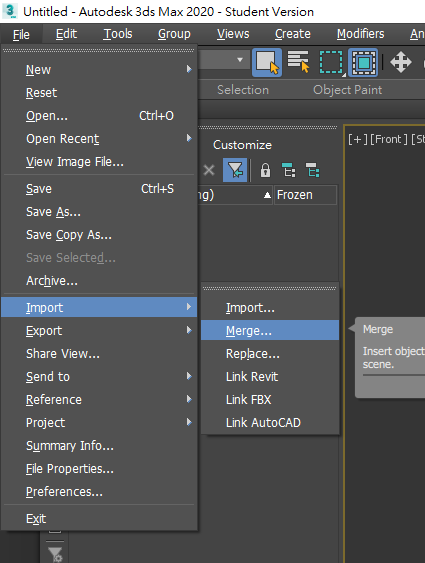 Untitled - Autodesk 3ds Max 2020 - Student Version
File Edit Tools Group Views Create Modifiers An
Selection Object Paint
New
Reset
Open... Ctrl+O
Open Recent
View Image File...
Save Ctrl+S
Save As...
Save Copy As...
Save Selected...
Archive...
Import
Export
Share View...
Send to
Reference
Project
Summary Info...
File Properties...
Preferences...
Exit
Customize
ng) Frozen
[+][Front][St
Import...
Merge...
Replace...
Link Revit
Link FBX
Link AutoCAD
Merge
Insert object
scene.